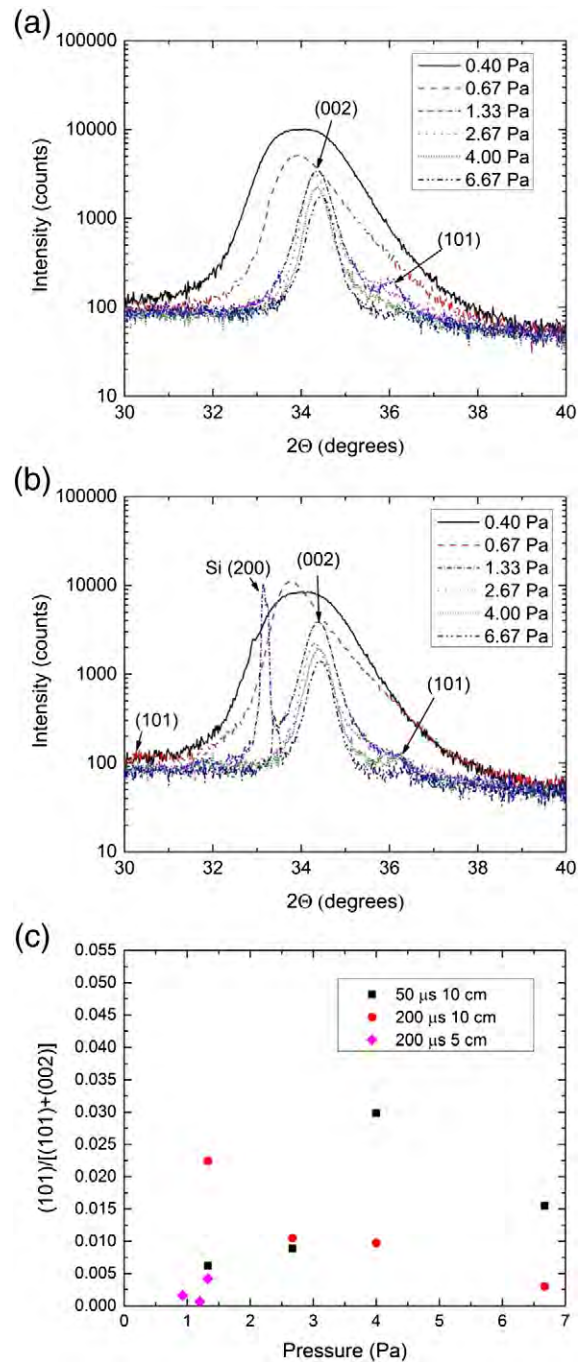 (a)
100000
10000
1000
100
10
Intensity (counts)
0.40 Pa
0.67 Pa
1.33 Pa
2.67 Pa
4.00 Pa
6.67 Pa
(002)
(101)
30 32 34 36 38 40
2Θ (degrees)
(b)
100000
10000
1000
100
10
Intensity (counts)
0.40 Pa
0.67 Pa
1.33 Pa
2.67 Pa
4.00 Pa
6.67 Pa
Si (200)
(002)
(101)
(101)
30 32 34 36 38 40
2Θ (degrees)
(c)
0.055
0.050
0.045
0.040
0.035
0.030
0.025
0.020
0.015
0.010
0.005
0.000
(101)/[(101)+(002)]
50 μs 10 cm
200 μs 10 cm
200 μs 5 cm
0 1 2 3 4 5 6 7
Pressure (Pa)